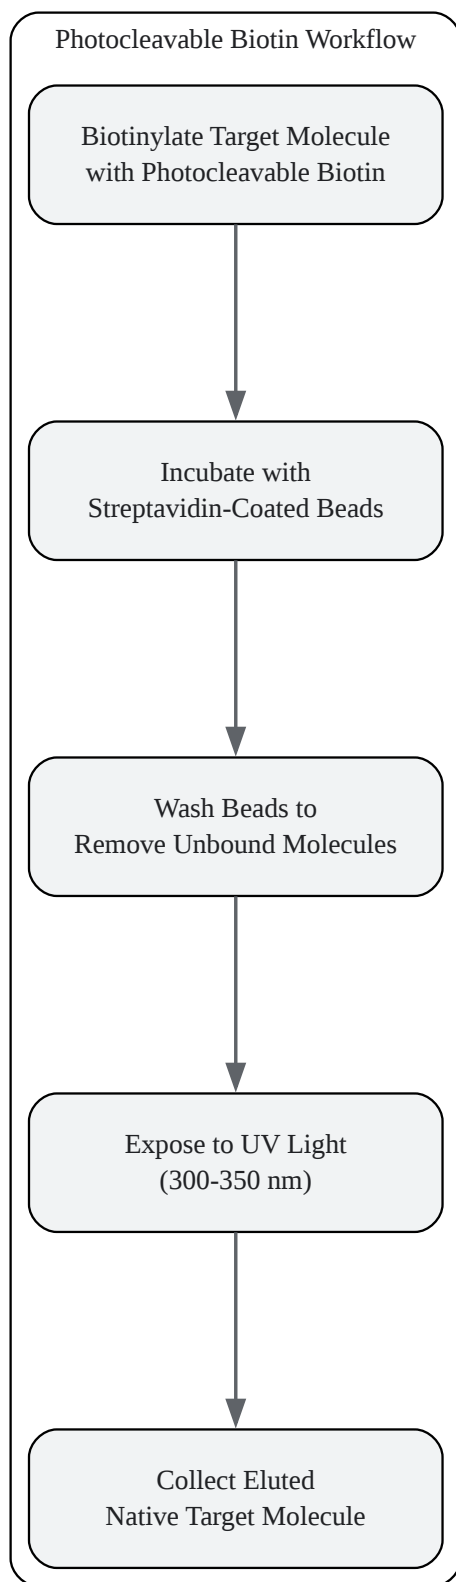 Photocleavable Biotin Workflow
Biotinylate Target Molecule
with Photocleavable Biotin
Incubate with
Streptavidin-Coated Beads
Wash Beads to
Remove Unbound Molecules
Expose to UV Light
(300-350 nm)
Collect Eluted
Native Target Molecule